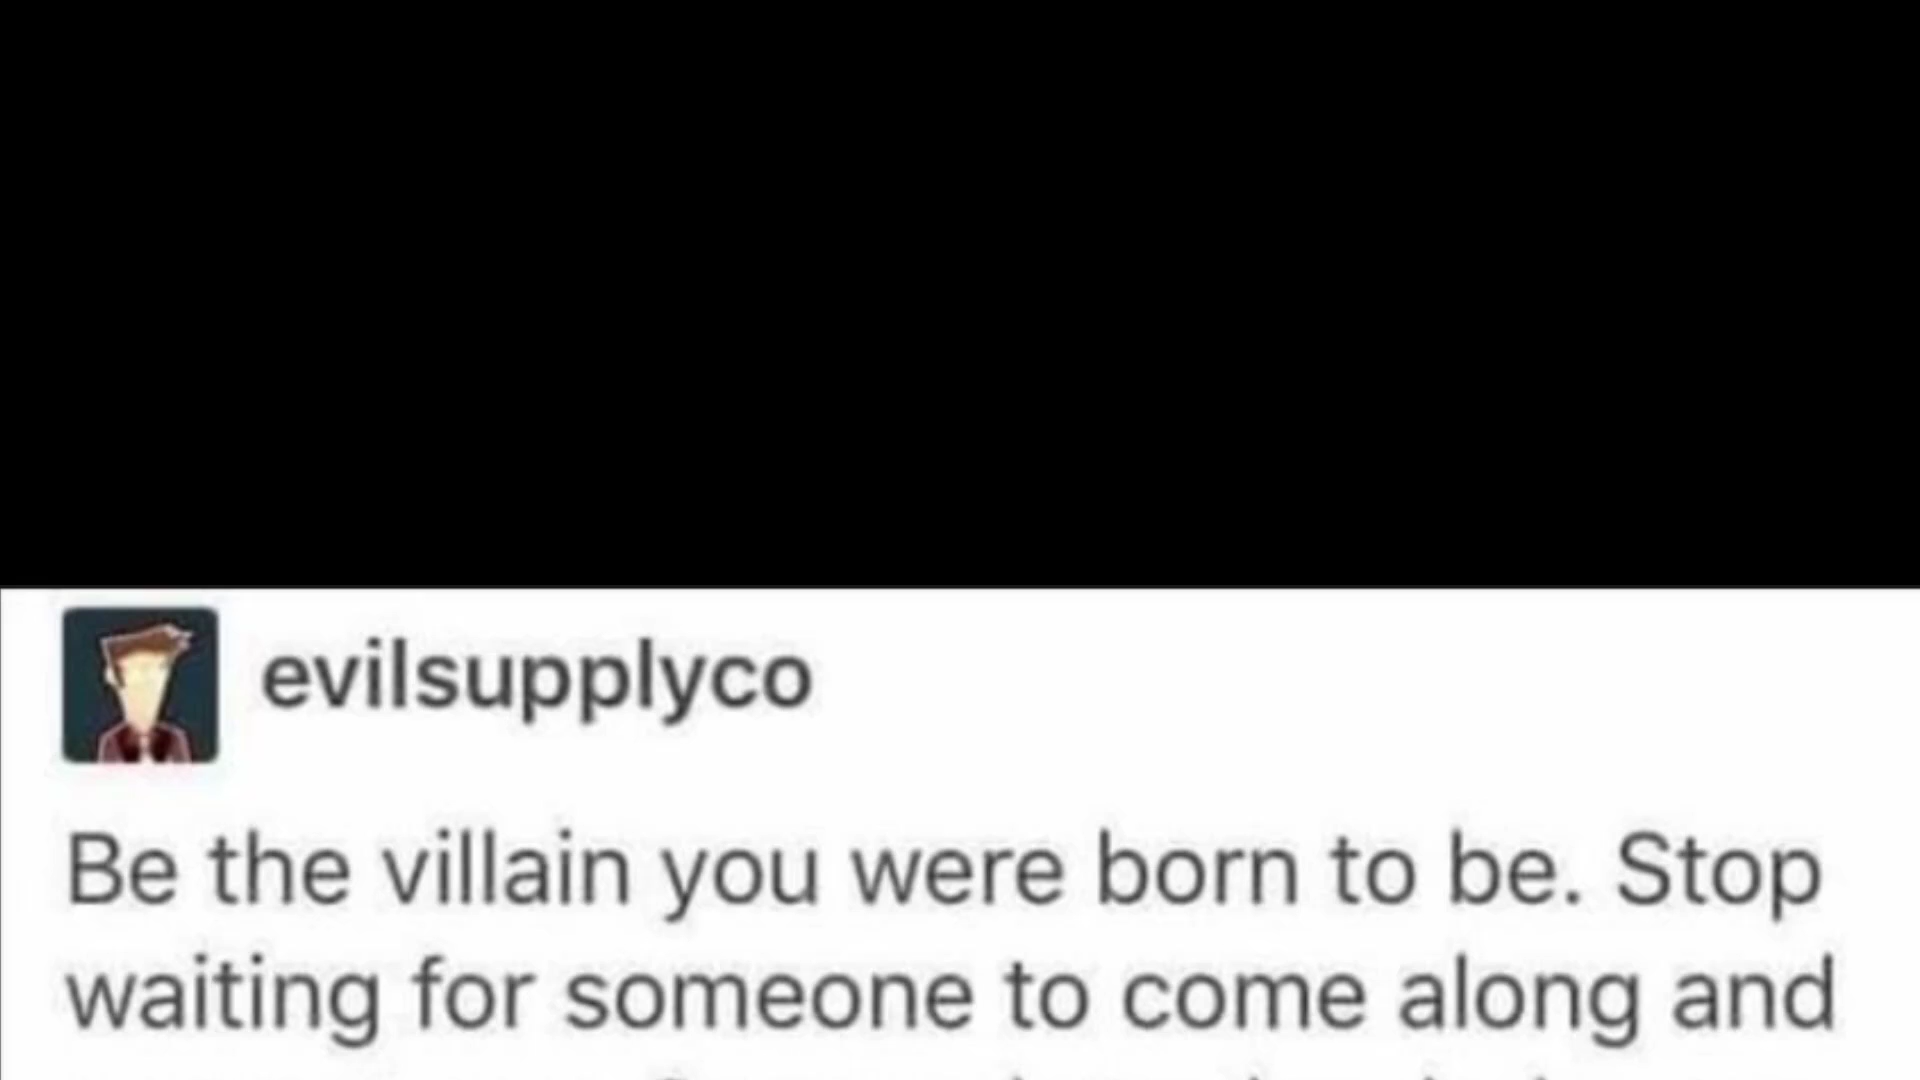 evilsupplyco
Be the villain you were born to be. Stop
waiting for someone to come along and